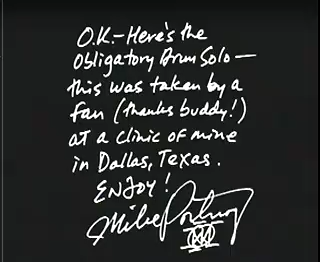 O.K.-Here's the
obligatory Drum Solo—
this was taken by a
fan (thanks buddy!)
at a clinic of mine
in Dallas, Texas.
ENJOY!
Mike Portnoy